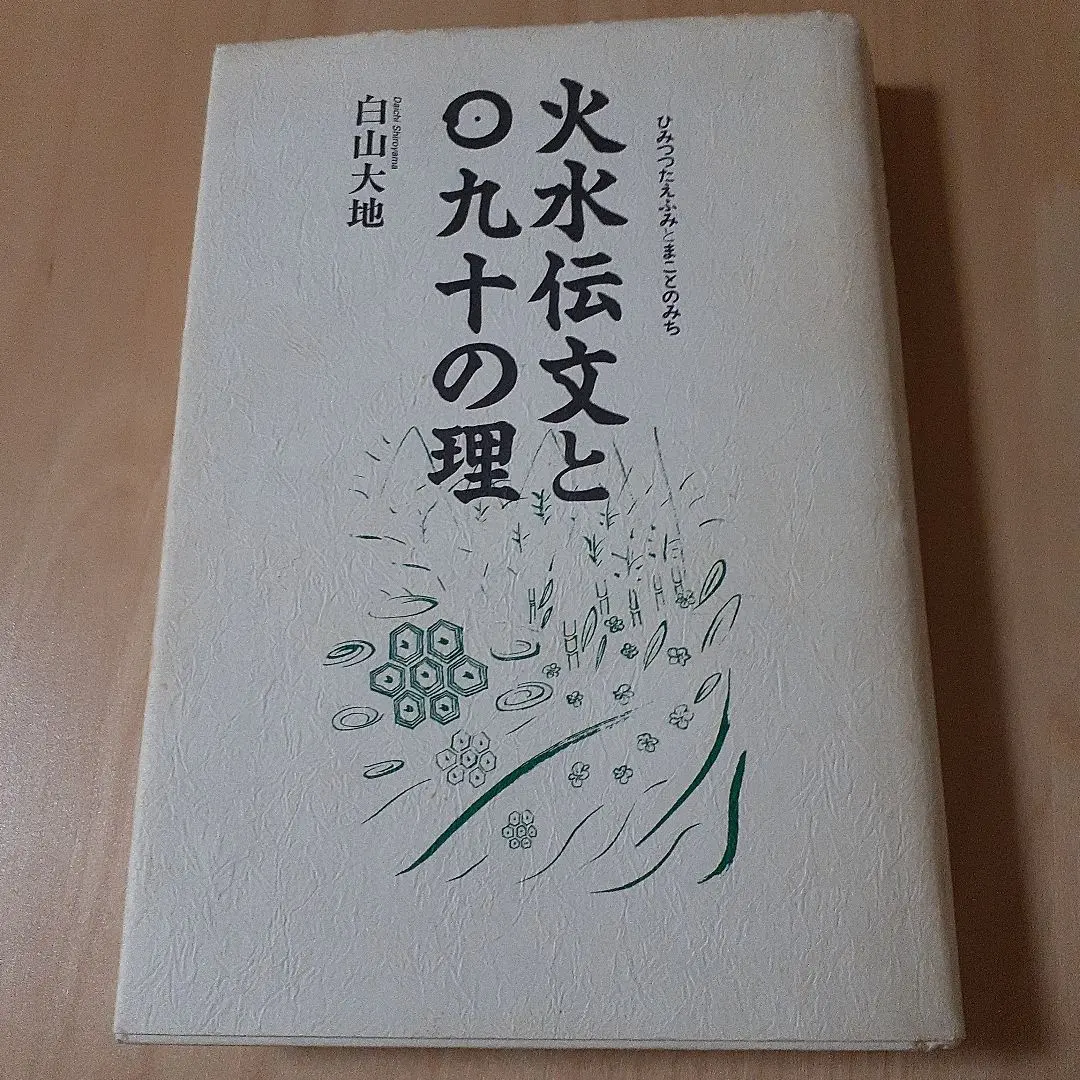 ひみつつたえふみとまことのみち
火水伝文と
☉九十の理
Daichi Shiroyama
白山大地